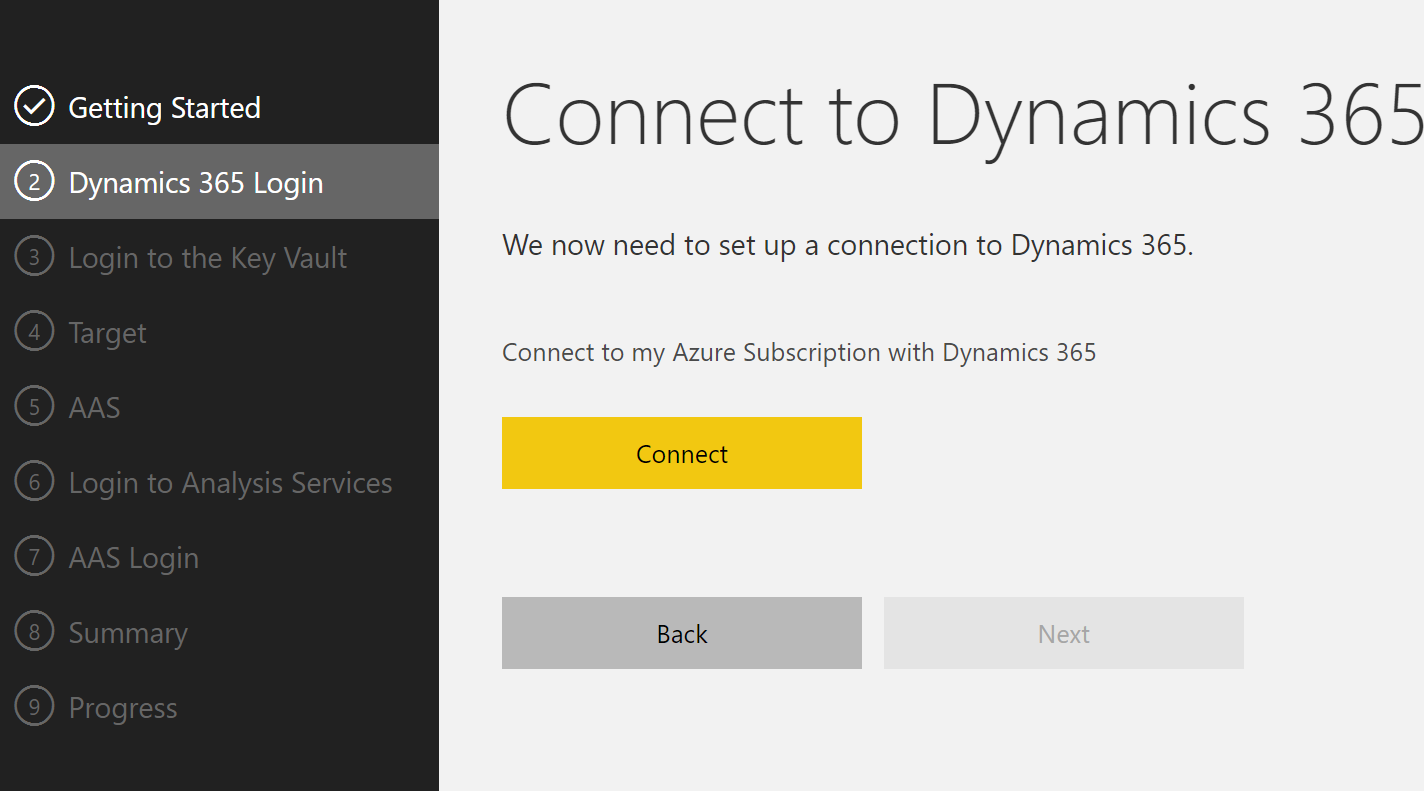 Getting Started
2 Dynamics 365 Login
3 Login to the Key Vault
4 Target
5 AAS
6 Login to Analysis Services
7 AAS Login
8 Summary
9 Progress
Connect to Dynamics 365
We now need to set up a connection to Dynamics 365.
Connect to my Azure Subscription with Dynamics 365
Connect
Back
Next